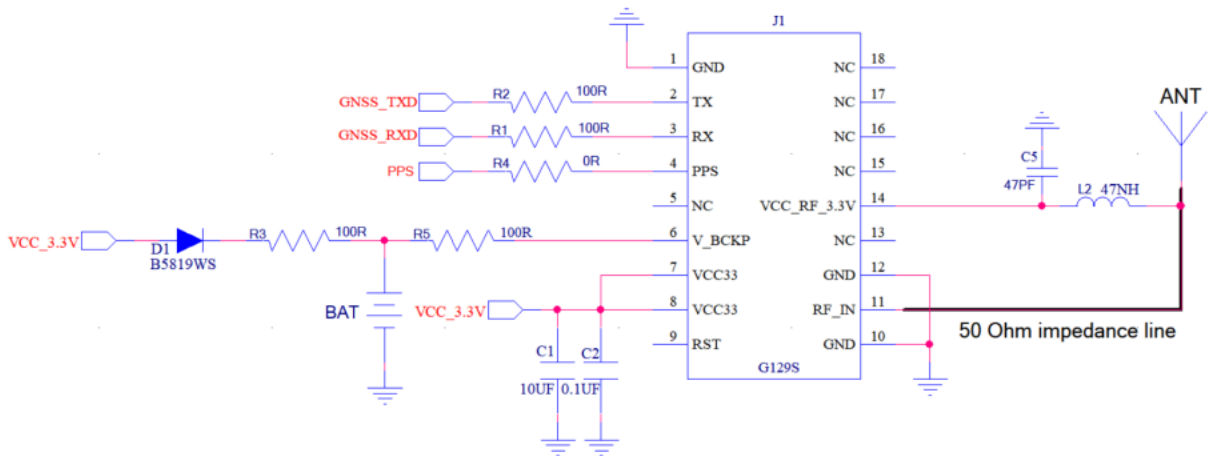 J1
1 GND NC 18
R2 100R
GNSS_TXD 2 TX NC 17
ANT
R1 100R
GNSS_RXD 3 RX NC 16
R4 0R
PPS 4 PPS NC 15
C5
47PF
L2 47NH
5 NC VCC_RF_3.3V 14
R3 100R
R5 100R
VCC_3.3V 6 V_BCKP NC 13
D1
B5819WS
7 VCC33 GND 12
BAT
VCC_3.3V 8 VCC33 RF_IN 11
50 Ohm impedance line
9 RST GND 10
C1 C2
G129S
10UF 0.1UF